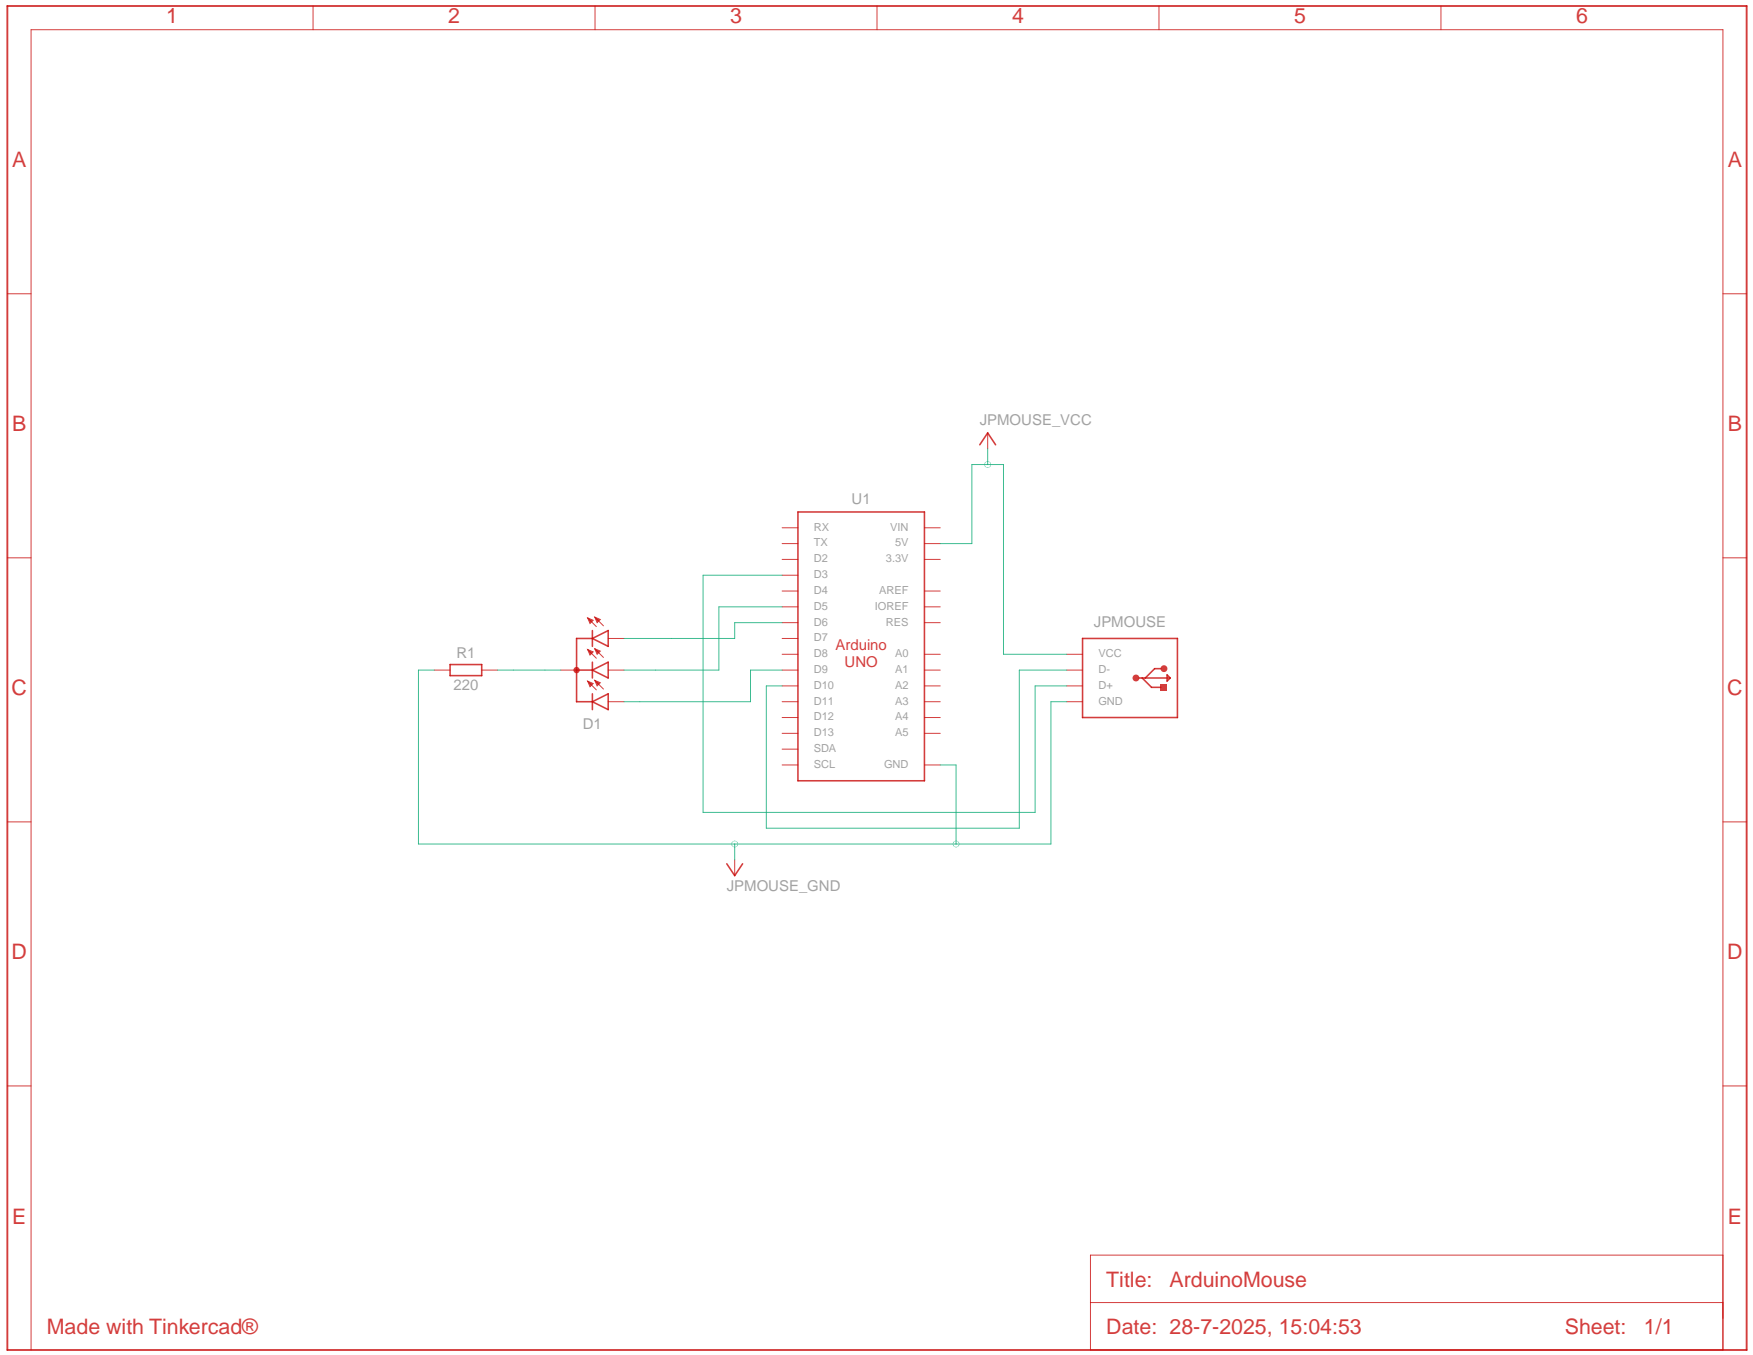 1 2 3 4 5 6
A A
B B
JPMOUSE_VCC
U1
RX VIN
TX 5V
D2 3.3V
D3
D4 AREF
D5 IOREF
D6 RES
D7
Arduino
UNO
D8 A0
D9 A1
D10 A2
D11 A3
D12 A4
D13 A5
SDA
SCL GND
JPMOUSE
VCC
D-
D+
GND
R1
220
D1
C C
JPMOUSE_GND
D D
E E
Title: ArduinoMouse
Made with Tinkercad®
Date: 28-7-2025, 15:04:53 Sheet: 1/1